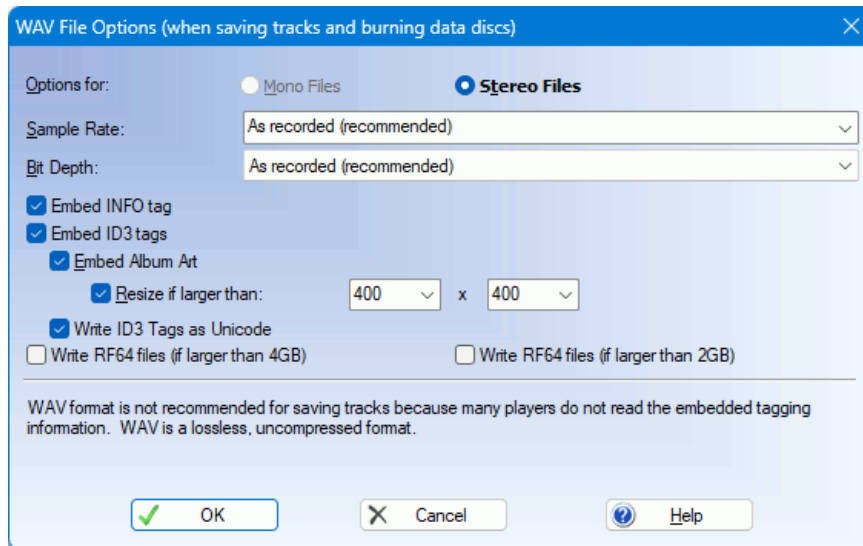 WAV File Options (when saving tracks and burning data discs)
Options for: Mono Files Stereo Files
Sample Rate: As recorded (recommended)
Bit Depth: As recorded (recommended)
Embed INFO tag
Embed ID3 tags
Embed Album Art
Resize if larger than: 400 x 400
Write ID3 Tags as Unicode
Write RF64 files (if larger than 4GB) Write RF64 files (if larger than 2GB)
WAV format is not recommended for saving tracks because many players do not read the embedded tagging
information. WAV is a lossless, uncompressed format.
OK Cancel Help